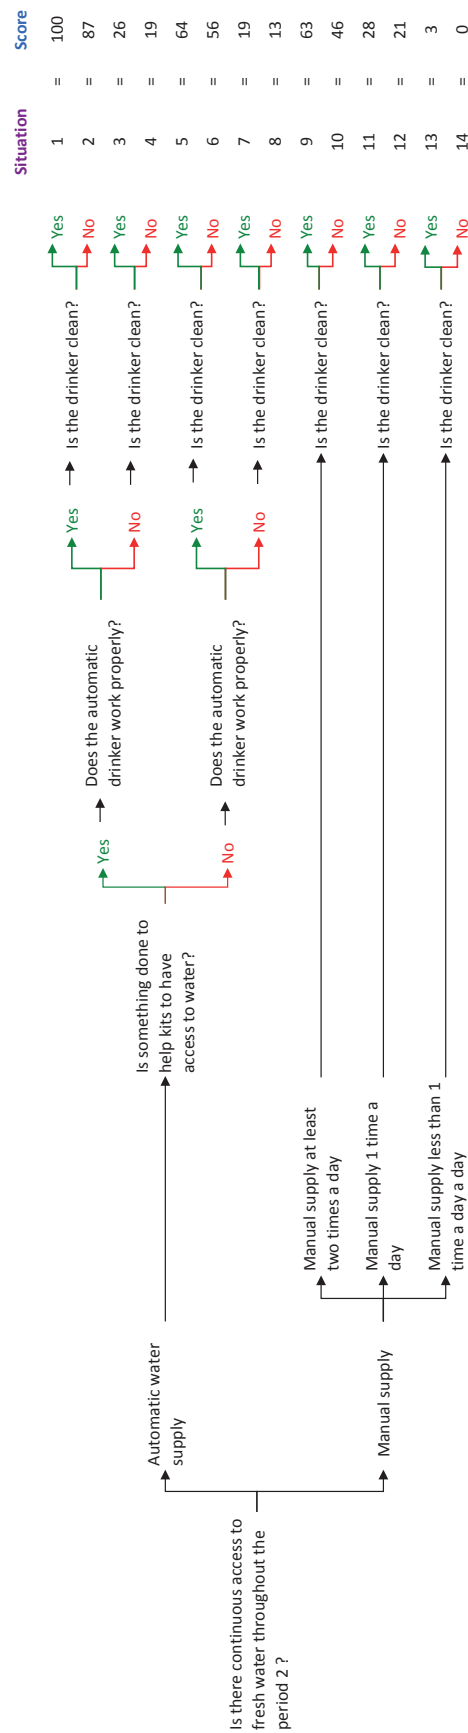 Situation Score
Is there continuous access to
fresh water throughout the
period 2 ?
Automatic water
supply
Manual supply
Is something done to
help kits to have
access to water?
Manual supply at least
two times a day
Manual supply 1 time a
day
Manual supply less than 1
time a day a day
Yes
No
Does the automatic
drinker work properly?
Does the automatic
drinker work properly?
Yes
No
Yes
No
Is the drinker clean?
Yes 1 = 100
No 2 = 87
Is the drinker clean?
Yes 3 = 26
No 4 = 19
Is the drinker clean?
Yes 5 = 64
No 6 = 56
Is the drinker clean?
Yes 7 = 19
No 8 = 13
Is the drinker clean?
Yes 9 = 63
No 10 = 46
Is the drinker clean?
Yes 11 = 28
No 12 = 21
Is the drinker clean?
Yes 13 = 3
No 14 = 0